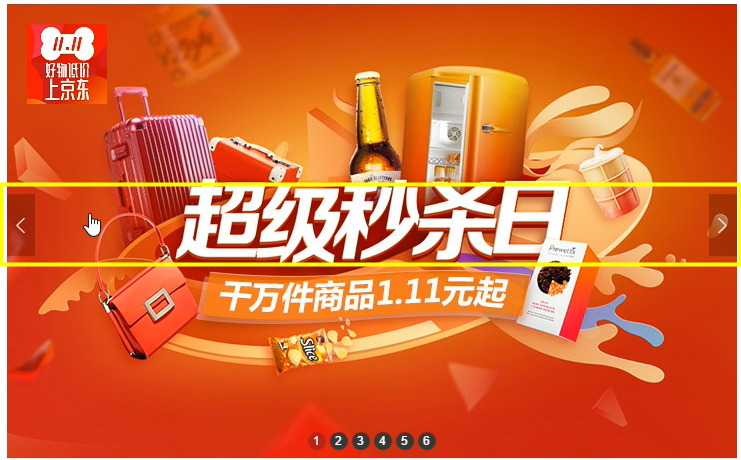 11.11
好物低价
上京东
超级秒杀日
千万件商品1.11元起
Prewett's
Slice
1 2 3 4 5 6